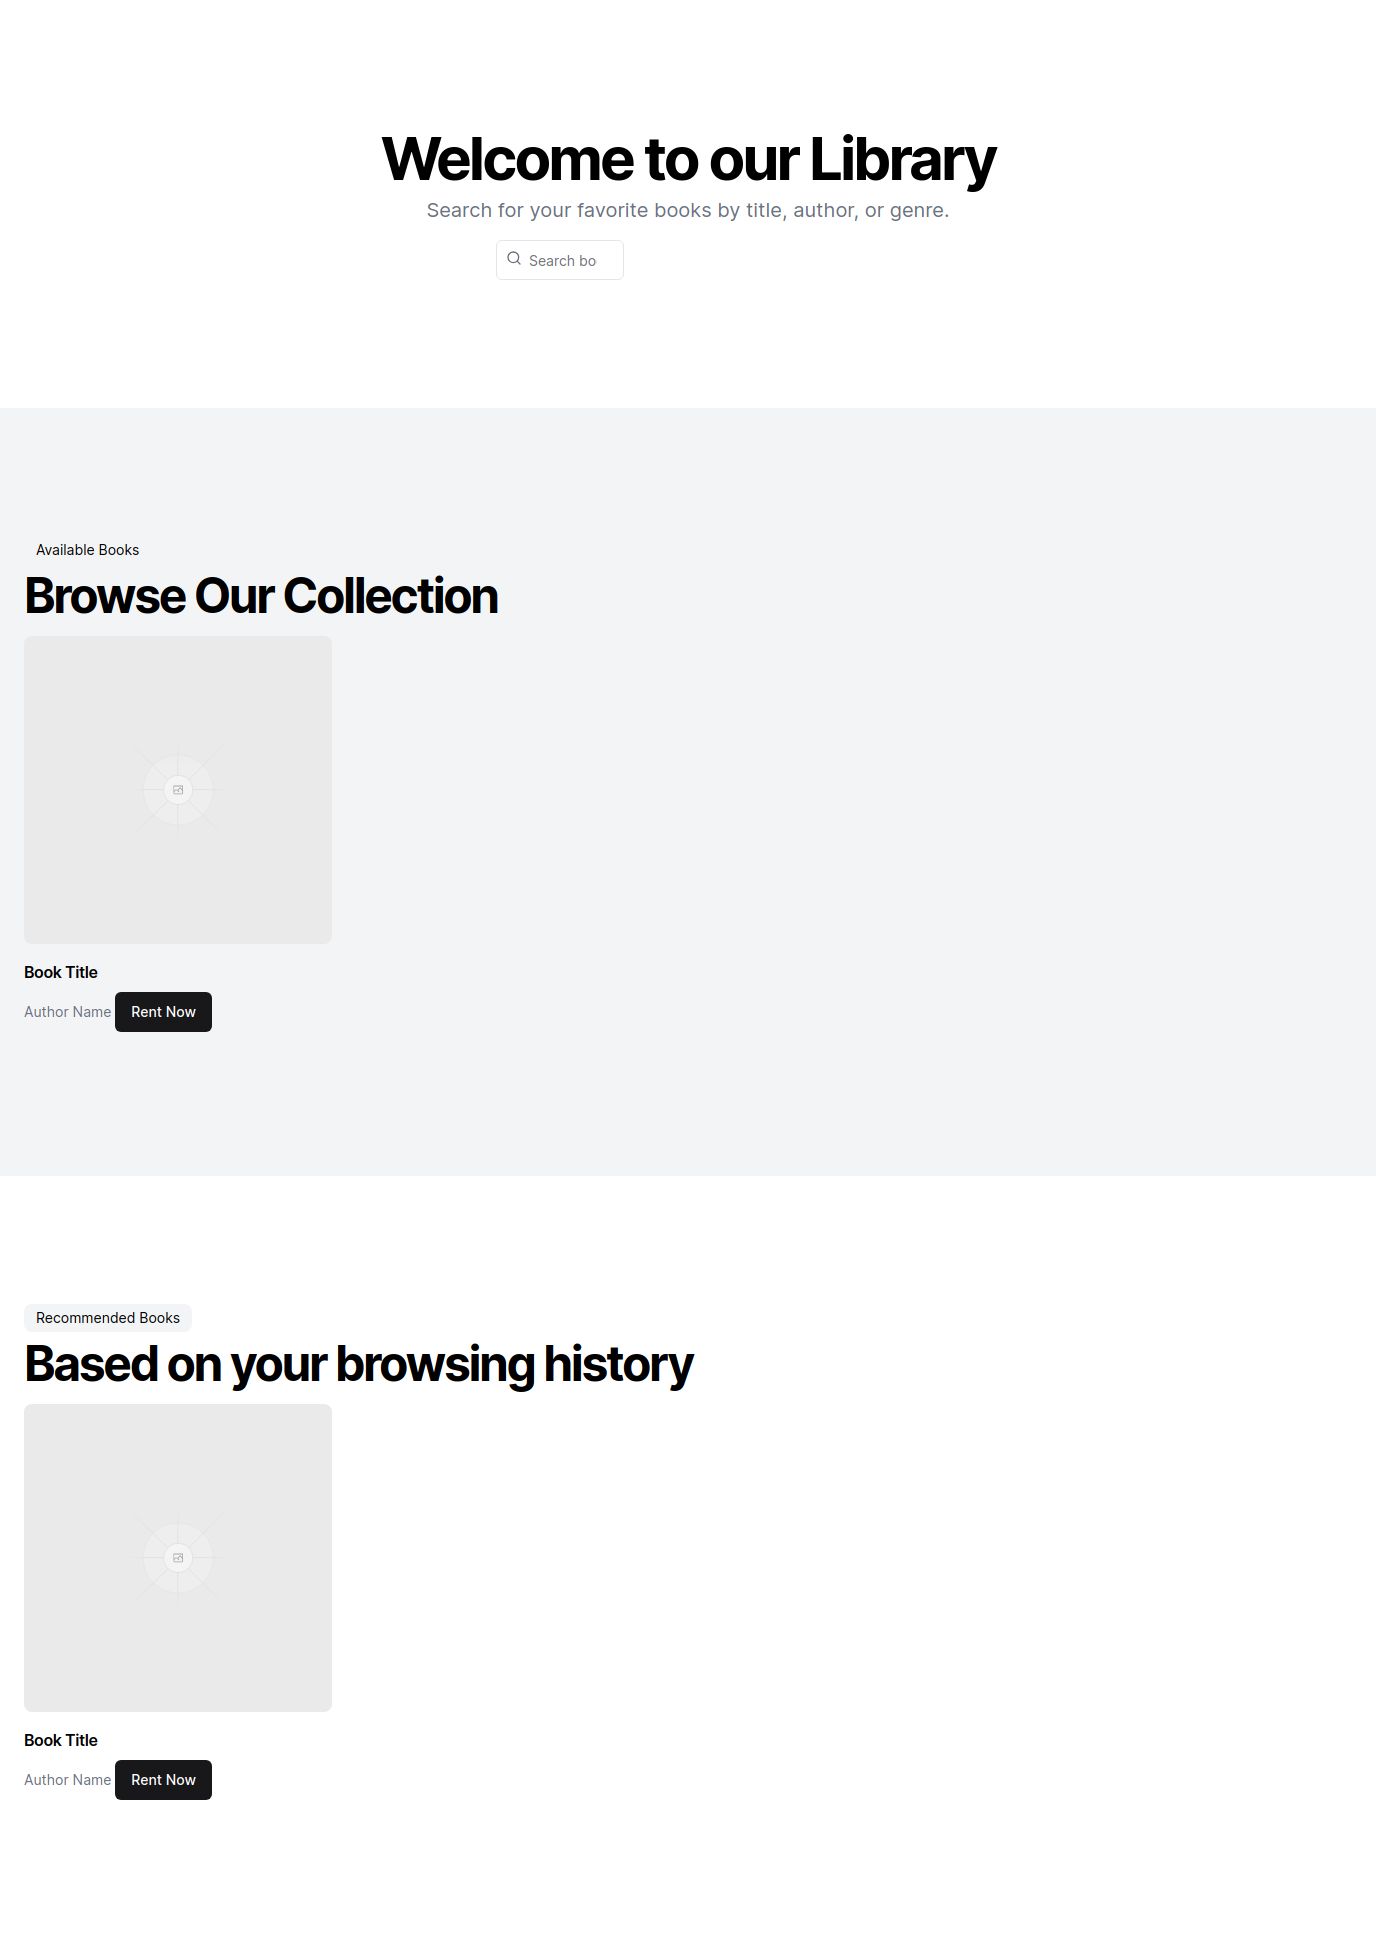 Welcome to our Library
Search for your favorite books by title, author, or genre.
Search bo
Available Books
Browse Our Collection
Book Title
Author Name Rent Now
Recommended Books
Based on your browsing history
Book Title
Author Name Rent Now